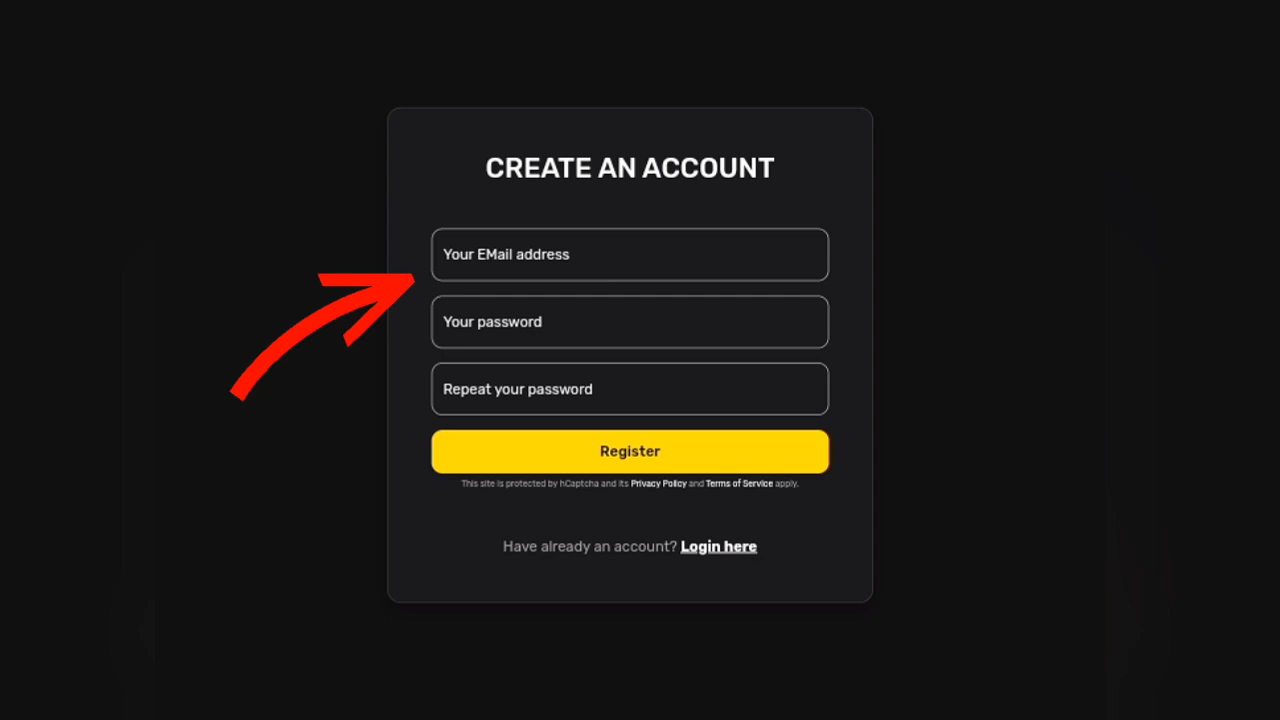 CREATE AN ACCOUNT
Your EMail address
Your password
Repeat your password
Register
This site is protected by hCaptcha and its Privacy Policy and Terms of Service apply.
Have already an account? Login here